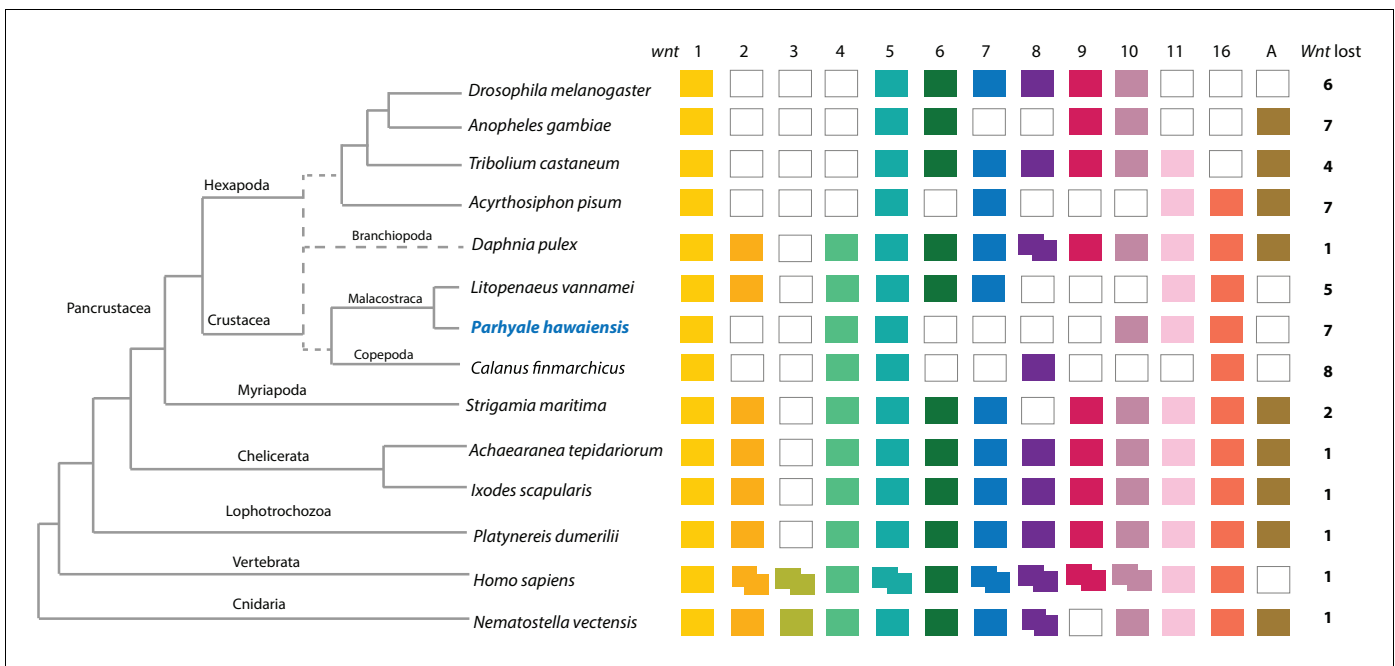 wnt 1 2 3 4 5 6 7 8 9 10 11 16 A Wnt lost
Drosophila melanogaster 6
Anopheles gambiae 7
Tribolium castaneum 4
Hexapoda
Acyrthosiphon pisum 7
Branchiopoda
Daphnia pulex 1
Litopenaeus vannamei 5
Malacostraca
Pancrustacea
Crustacea
Parhyale hawaiensis 7
Copepoda
Calanus finmarchicus 8
Myriapoda
Strigamia maritima 2
Achaearanea tepidariorum 1
Chelicerata
Ixodes scapularis 1
Lophotrochozoa
Platynereis dumerilii 1
Vertebrata
Homo sapiens 1
Cnidaria
Nematostella vectensis 1